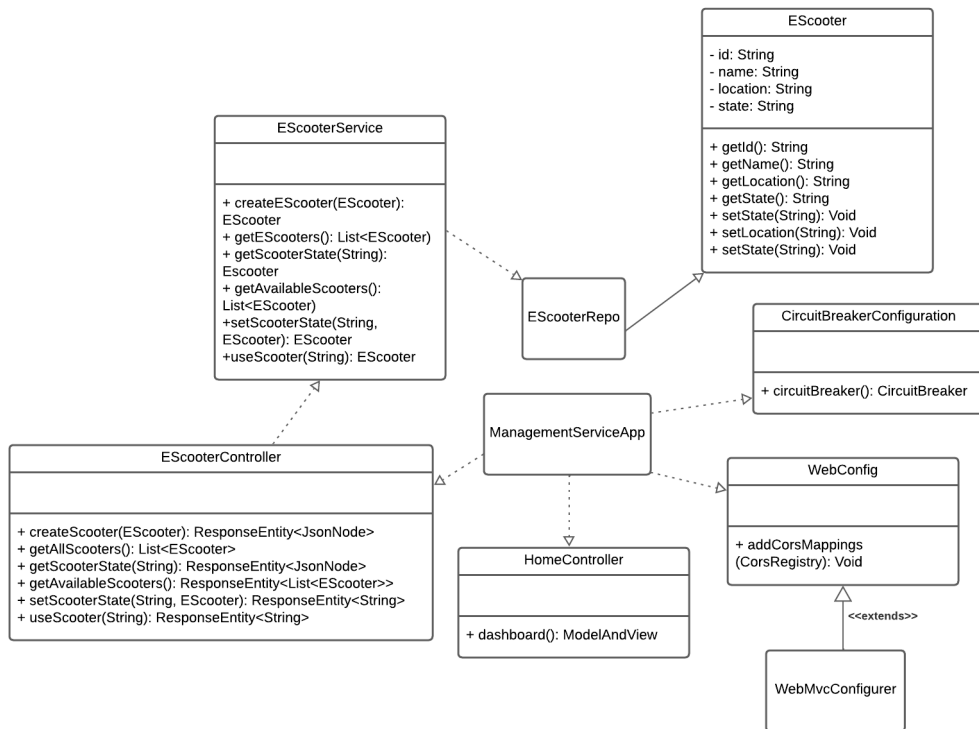 EScooter
- id: String
- name: String
- location: String
- state: String
+ getId(): String
+ getName(): String
+ getLocation(): String
+ getState(): String
+ setState(String): Void
+ setLocation(String): Void
+ setState(String): Void
EScooterService
+ createEScooter(EScooter):
EScooter
+ getEScooters(): List<EScooter)
+ getScooterState(String):
Escooter
+ getAvailableScooters():
List<EScooter)
+setScooterState(String,
EScooter): EScooter
+useScooter(String): EScooter
EScooterRepo
CircuitBreakerConfiguration
+ circuitBreaker(): CircuitBreaker
ManagementServiceApp
EScooterController
+ createScooter(EScooter): ResponseEntity<JsonNode>
+ getAllScooters(): List<EScooter>
+ getScooterState(String): ResponseEntity<JsonNode>
+ getAvailableScooters(): ResponseEntity<List<EScooter>>
+ setScooterState(String, EScooter): ResponseEntity<String>
+ useScooter(String): ResponseEntity<String>
HomeController
+ dashboard(): ModelAndView
WebConfig
+ addCorsMappings
(CorsRegistry): Void
<<extends>>
WebMvcConfigurer